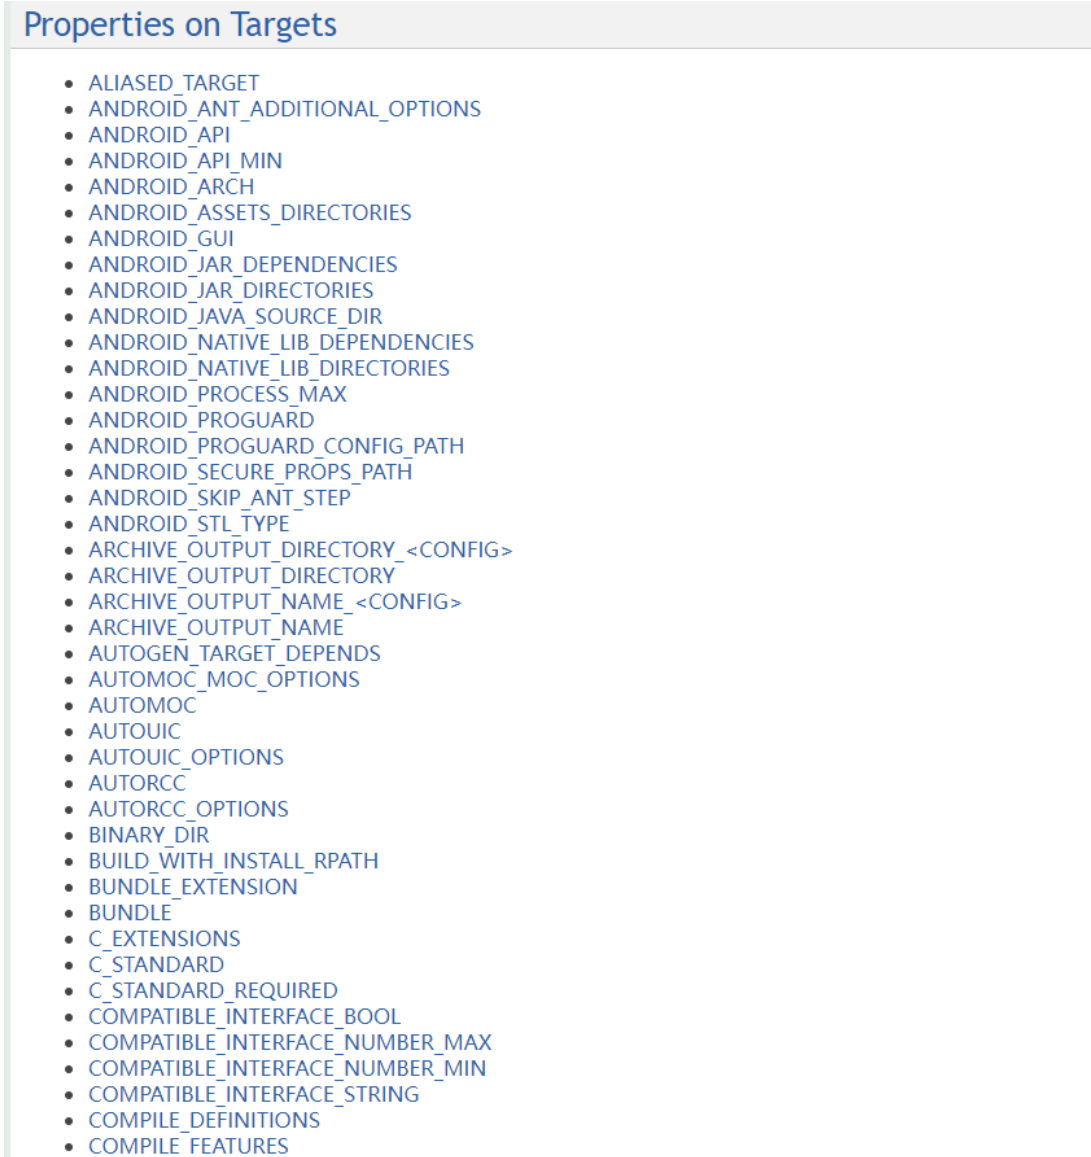 Properties on Targets
ALIASED_TARGET
ANDROID_ANT_ADDITIONAL_OPTIONS
ANDROID_API
ANDROID_API_MIN
ANDROID_ARCH
ANDROID_ASSETS_DIRECTORIES
ANDROID_GUI
ANDROID_JAR_DEPENDENCIES
ANDROID_JAR_DIRECTORIES
ANDROID_JAVA_SOURCE_DIR
ANDROID_NATIVE_LIB_DEPENDENCIES
ANDROID_NATIVE_LIB_DIRECTORIES
ANDROID_PROCESS_MAX
ANDROID_PROGUARD
ANDROID_PROGUARD_CONFIG_PATH
ANDROID_SECURE_PROPS_PATH
ANDROID_SKIP_ANT_STEP
ANDROID_STL_TYPE
ARCHIVE_OUTPUT_DIRECTORY_<CONFIG>
ARCHIVE_OUTPUT_DIRECTORY
ARCHIVE_OUTPUT_NAME_<CONFIG>
ARCHIVE_OUTPUT_NAME
AUTOGEN_TARGET_DEPENDS
AUTOMOC_MOC_OPTIONS
AUTOMOC
AUTOUIC
AUTOUIC_OPTIONS
AUTORCC
AUTORCC_OPTIONS
BINARY_DIR
BUILD_WITH_INSTALL_RPATH
BUNDLE_EXTENSION
BUNDLE
C_EXTENSIONS
C_STANDARD
C_STANDARD_REQUIRED
COMPATIBLE_INTERFACE_BOOL
COMPATIBLE_INTERFACE_NUMBER_MAX
COMPATIBLE_INTERFACE_NUMBER_MIN
COMPATIBLE_INTERFACE_STRING
COMPILE_DEFINITIONS
COMPILE_FEATURES